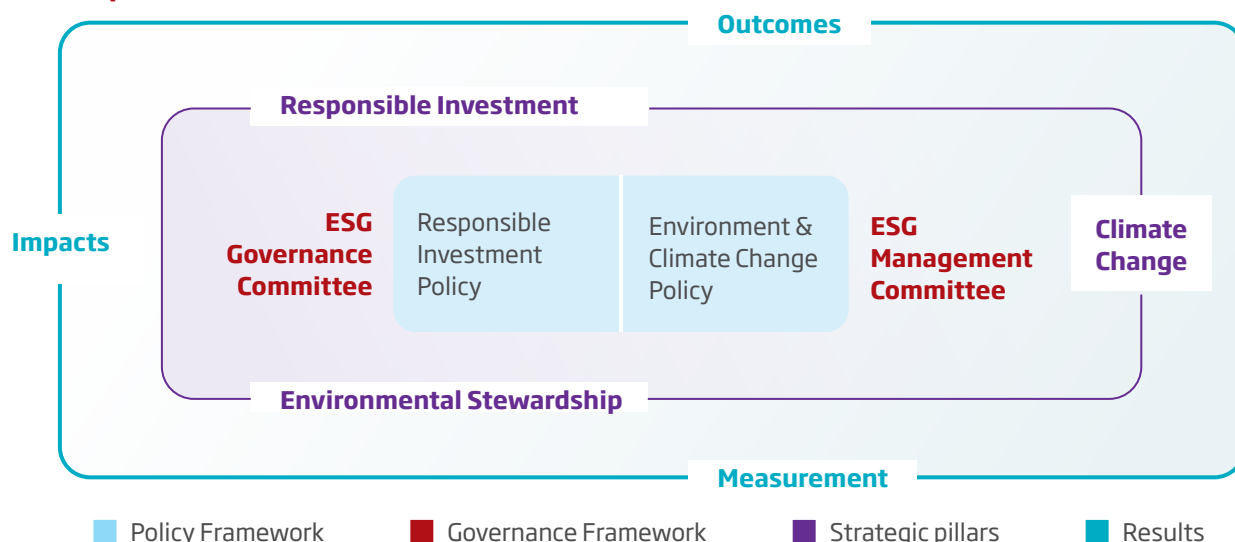 Outcomes
Responsible Investment
Impacts
ESG
Governance
Committee
Responsible
Investment
Policy
Environment &
Climate Change
Policy
ESG
Management
Committee
Climate
Change
Environmental Stewardship
Measurement
Policy Framework
Governance Framework
Strategic pillars
Results